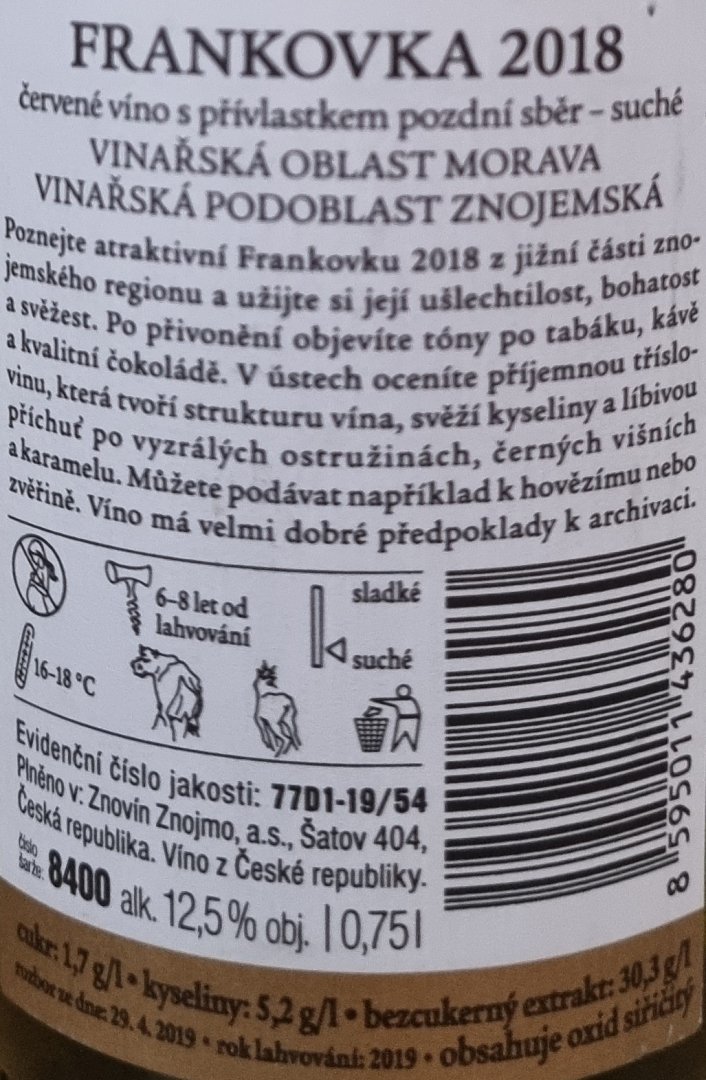 FRANKOVKA 2018
červené víno s přívlastkem pozdní sběr – suché
VINAŘSKÁ OBLAST MORAVA
VINAŘSKÁ PODOBLAST ZNOJEMSKÁ
Poznejte atraktivní Frankovku 2018 z jižní části zno-
jemského regionu a užijte si její ušlechtilost, bohatost
a svěžest. Po přivonění objevíte tóny po tabáku, kávě
a kvalitní čokoládě. V ústech oceníte příjemnou tříslo-
vinu, která tvoří strukturu vína, svěží kyseliny a líbivou
příchuť po vyzrálých ostružinách, černých višních
a karamelu. Můžete podávat například k hovězímu nebo
zvěřině. Víno má velmi dobré předpoklady k archivaci.
6–8 let od
lahvování
sladké
suché
16–18 °C
Evidenční číslo jakosti: 77D1-19/54
Plněno v: Znovín Znojmo, a.s., Šatov 404,
Česká republika. Víno z České republiky.
číslo
šarže: 8400 alk. 12,5 % obj. | 0,75 l
8 595011 436280
cukr: 1,7 g/l • kyseliny: 5,2 g/l • bezcukerný extrakt: 30,3 g/l
rozbor ze dne: 29. 4. 2019 • rok lahvování: 2019 • obsahuje oxid siřičitý